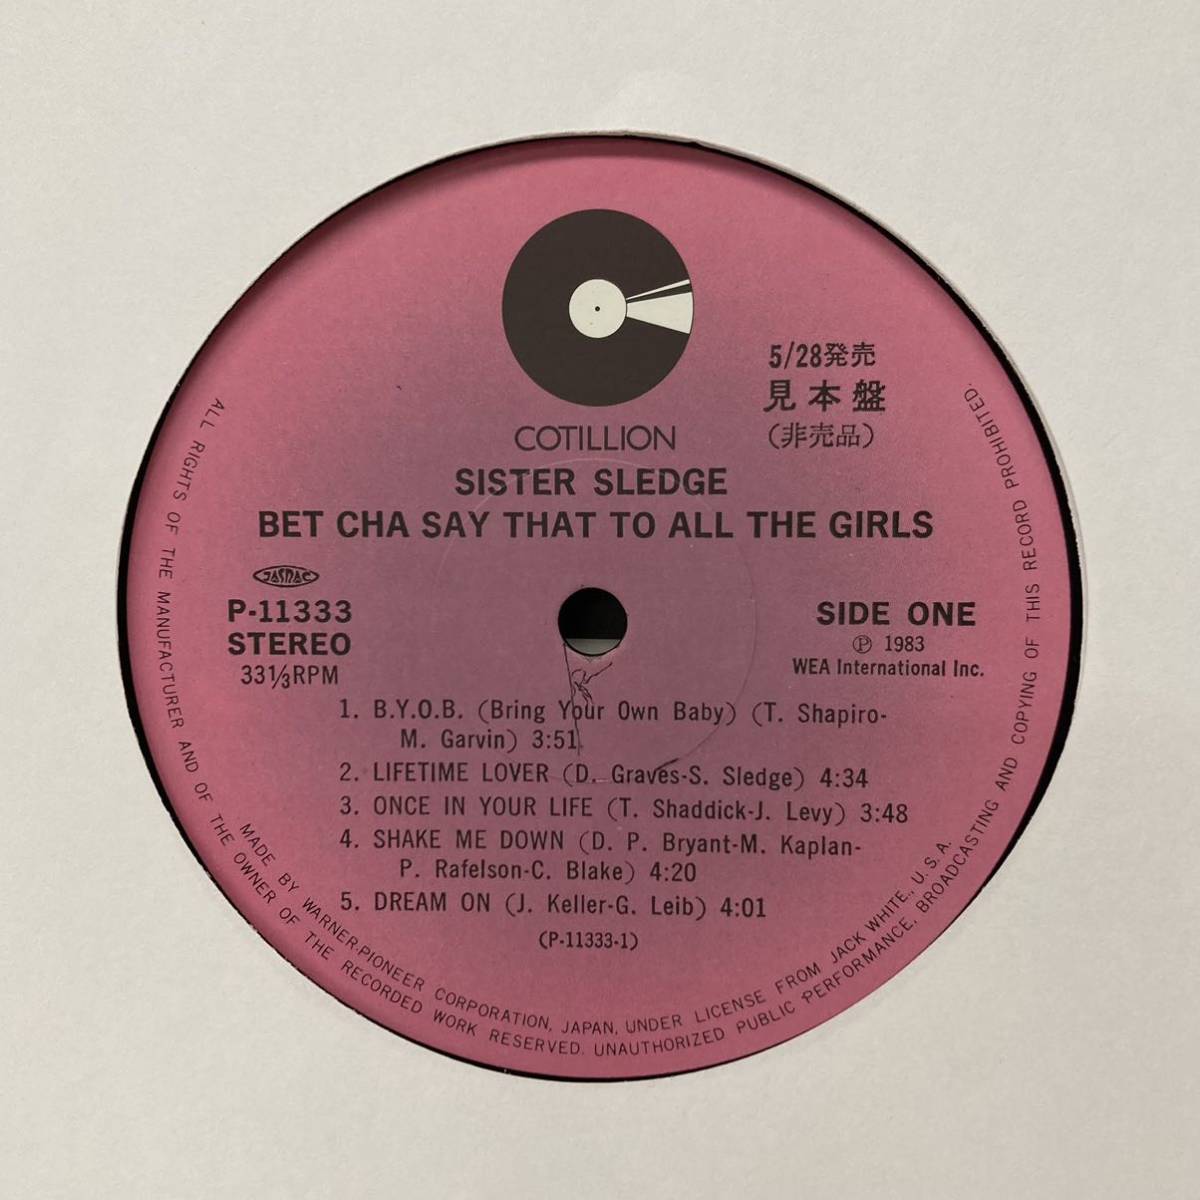 5/28発売
見本盤
(非売品)
COTILLION
SISTER SLEDGE
BET CHA SAY THAT TO ALL THE GIRLS
JASRAC
P-11333
STEREO
33 1/3 RPM
SIDE ONE
Ⓟ 1983
WEA International Inc.
1. B.Y.O.B. (Bring Your Own Baby) (T. Shapiro-
M. Garvin) 3:51
2. LIFETIME LOVER (D. Graves-S. Sledge) 4:34
3. ONCE IN YOUR LIFE (T. Shaddick-J. Levy) 3:48
4. SHAKE ME DOWN (D. P. Bryant-M. Kaplan-
P. Rafelson-C. Blake) 4:20
5. DREAM ON (J. Keller-G. Leib) 4:01
(P-11333-1)
MADE BY WARNER-PIONEER CORPORATION, JAPAN, UNDER LICENSE FROM JACK WHITE., U.S.A.
ALL RIGHTS OF THE MANUFACTURER AND OF THE OWNER OF THE RECORDED WORK RESERVED. UNAUTHORIZED PUBLIC PERFORMANCE, BROADCASTING AND COPYING OF THIS RECORD PROHIBITED.